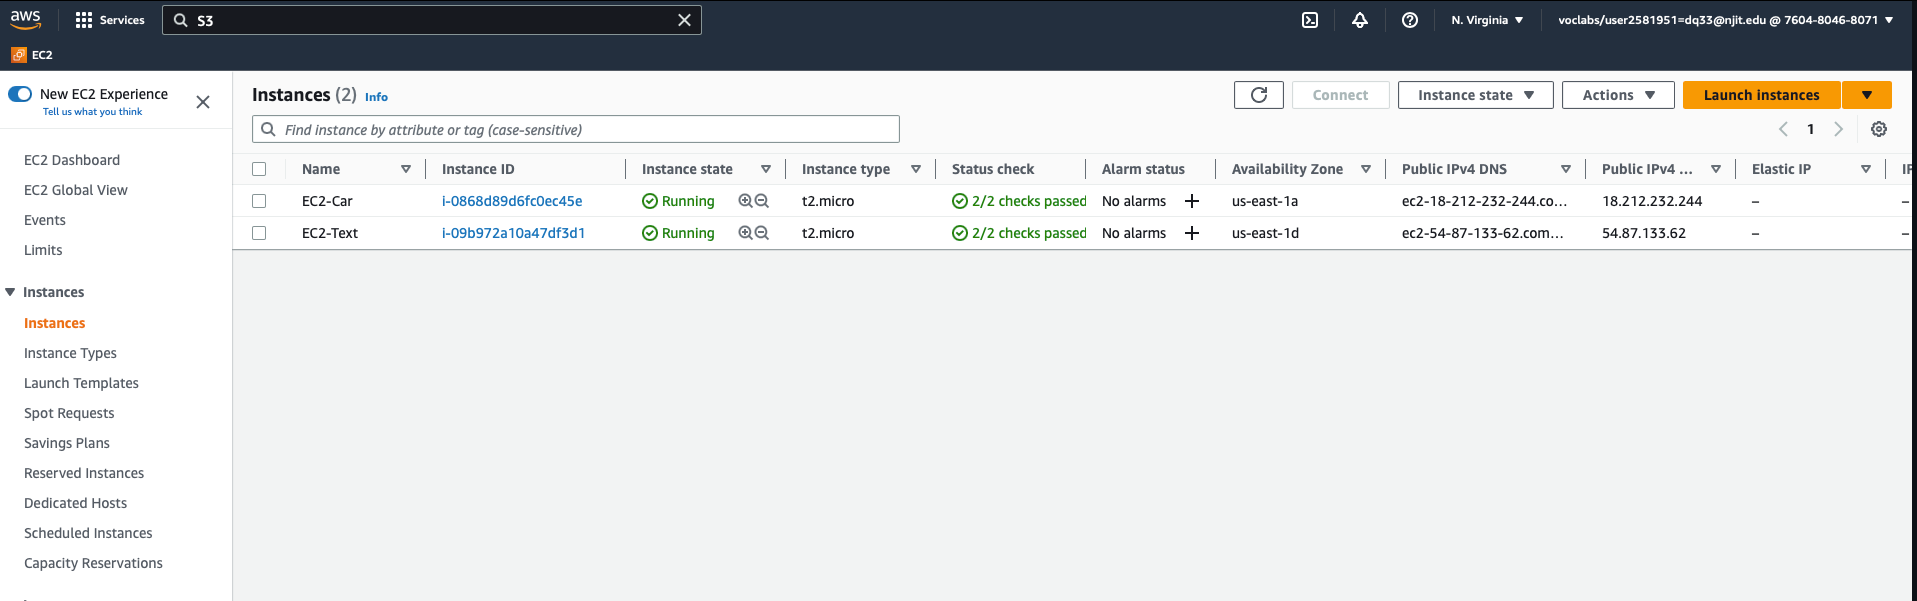 aws Services S3 N. Virginia voclabs/user2581951=dq33@njit.edu @ 7604-8046-8071
EC2
New EC2 Experience
Tell us what you think
EC2 Dashboard
EC2 Global View
Events
Limits
Instances
Instances
Instance Types
Launch Templates
Spot Requests
Savings Plans
Reserved Instances
Dedicated Hosts
Scheduled Instances
Capacity Reservations
Instances (2) Info Connect Instance state Actions Launch instances
Find instance by attribute or tag (case-sensitive) 1
Name Instance ID Instance state Instance type Status check Alarm status Availability Zone Public IPv4 DNS Public IPv4 ... Elastic IP IP
EC2-Car i-0868d89d6fc0ec45e Running t2.micro 2/2 checks passed No alarms us-east-1a ec2-18-212-232-244.co... 18.212.232.244 – –
EC2-Text i-09b972a10a47df3d1 Running t2.micro 2/2 checks passed No alarms us-east-1d ec2-54-87-133-62.com... 54.87.133.62 – –